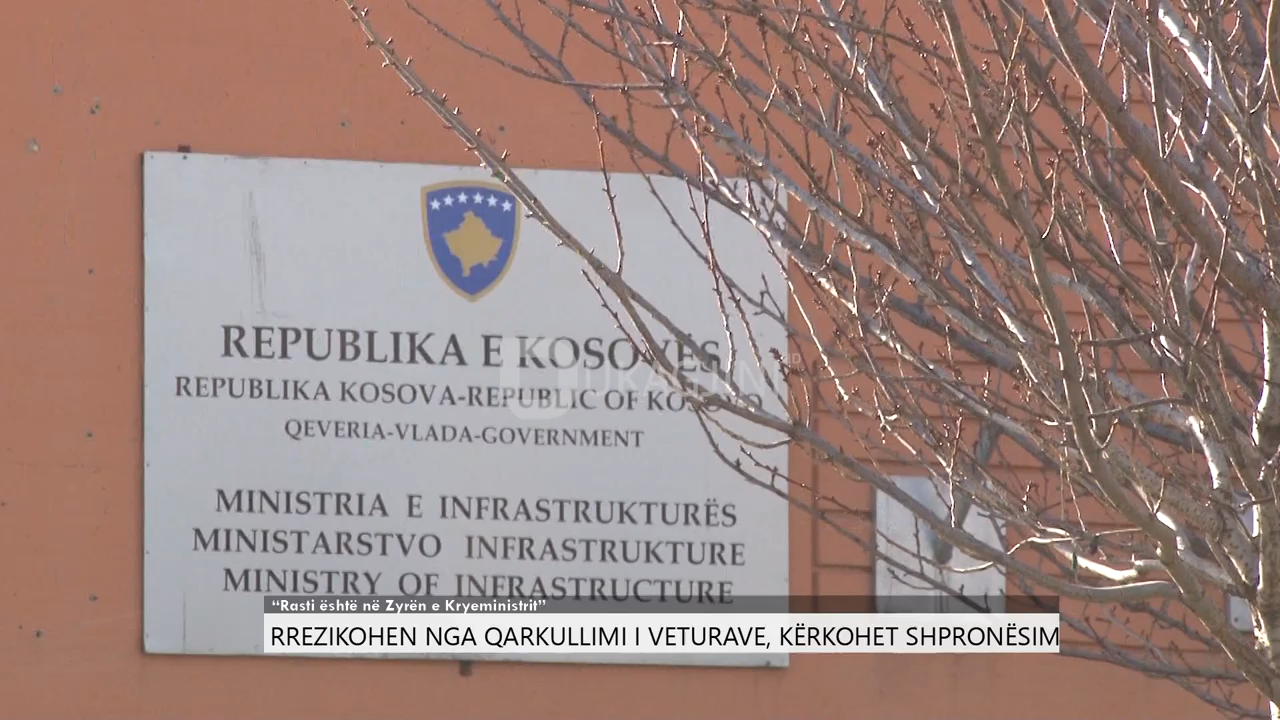 REPUBLIKA E KOSOVËS
REPUBLIKA KOSOVA-REPUBLIC OF KOSOVO
QEVERIA-VLADA-GOVERNMENT
MINISTRIA E INFRASTRUKTURËS
MINISTARSTVO INFRASTRUKTURE
MINISTRY OF INFRASTRUCTURE
“Rasti është në Zyrën e Kryeministrit”
RREZIKOHEN NGA QARKULLIMI I VETURAVE, KËRKOHET SHPRONËSIM